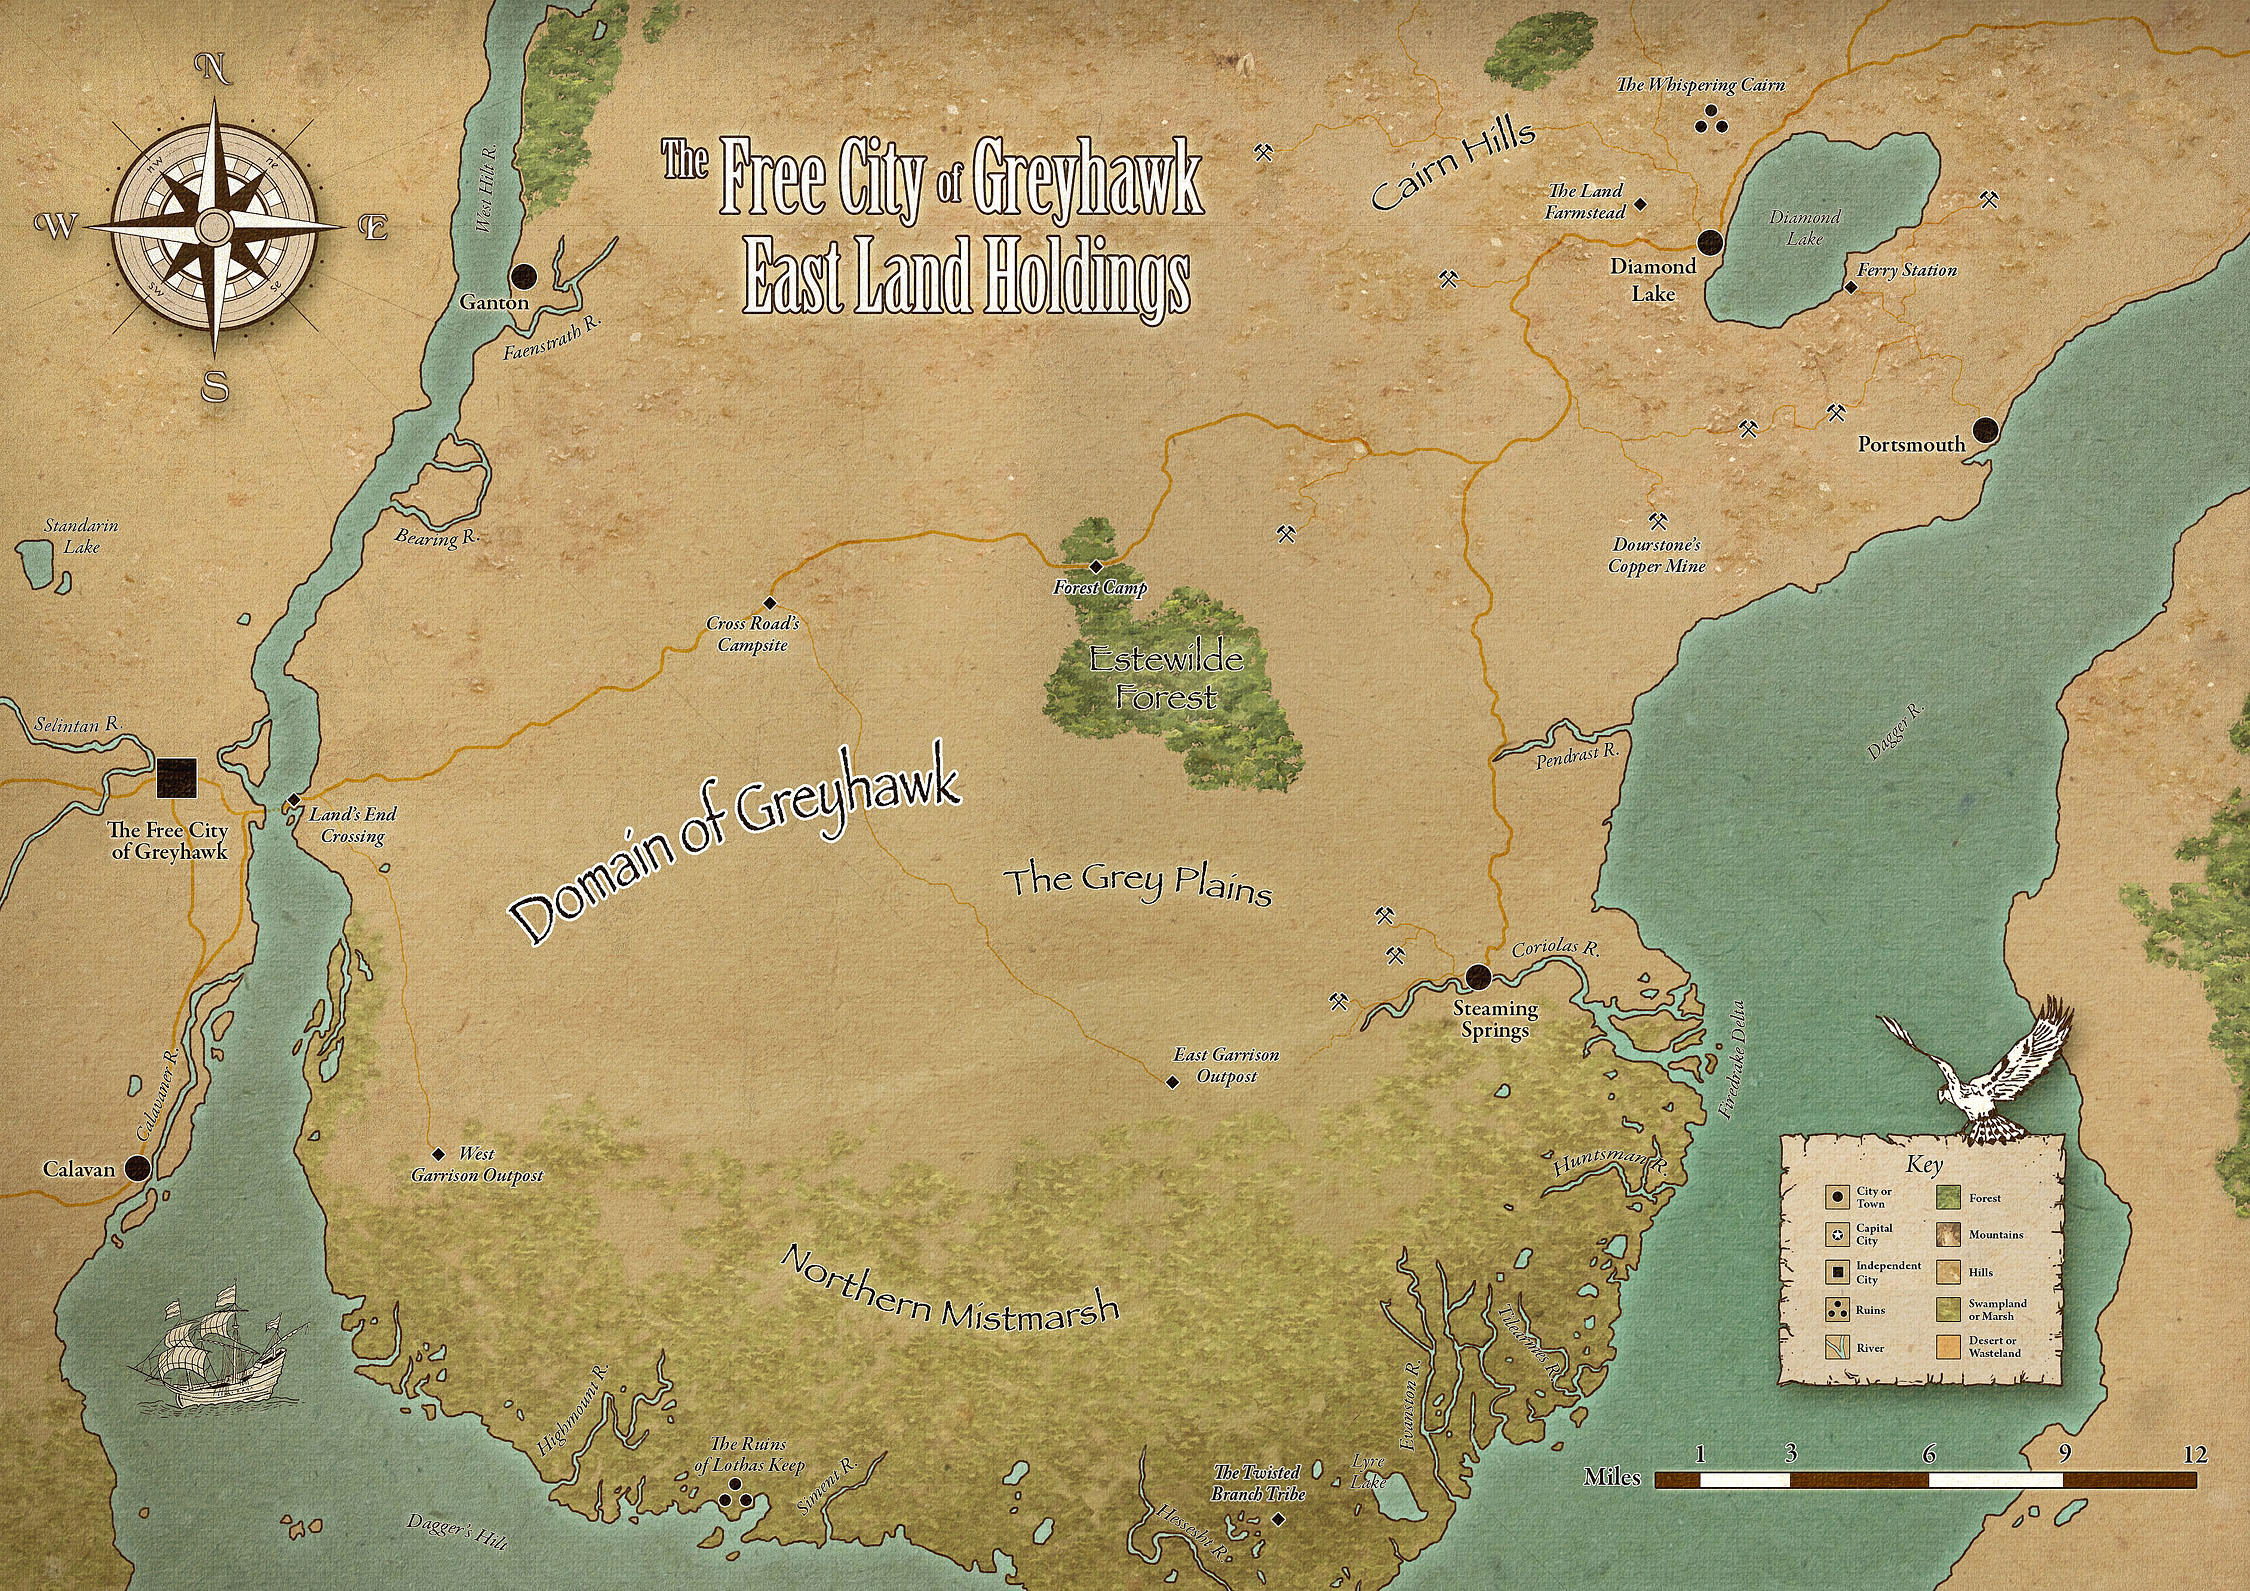 The Free City of Greyhawk
East Land Holdings
N
nw
ne
W
E
sw
se
S
West Hilt R.
Ganton
Faenstrath R.
Bearing R.
Standarin
Lake
Selintan R.
The Free City
of Greyhawk
Land's End
Crossing
Calavaner R.
Calavan
Cairn Hills
The Whispering Cairn
The Land
Farmstead
Diamond
Lake
Diamond
Lake
Ferry Station
Portsmouth
Dourstone's
Copper Mine
Cross Road's
Campsite
Forest Camp
Estewilde
Forest
Domain of Greyhawk
The Grey Plains
Pendrast R.
Dagger R.
Coriolas R.
Steaming
Springs
Firedrake Delta
East Garrison
Outpost
West
Garrison Outpost
Huntsman R.
Northern Mistmarsh
Tilearmes R.
Evanston R.
Highmount R.
The Ruins
of Lothas Keep
Siment R.
The Twisted
Branch Tribe
Lyre
Lake
Hessesht R.
Dagger's Hilt
Key
City or
Town
Forest
Capital
City
Mountains
Independent
City
Hills
Ruins
Swampland
or Marsh
River
Desert or
Wasteland
Miles
1
3
6
9
12